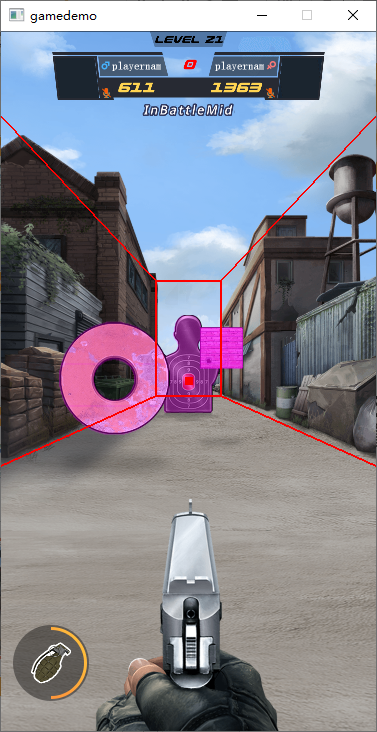 gamedemo
LEVEL 21
playernam 0 playernam
611 1363
InBattleMid